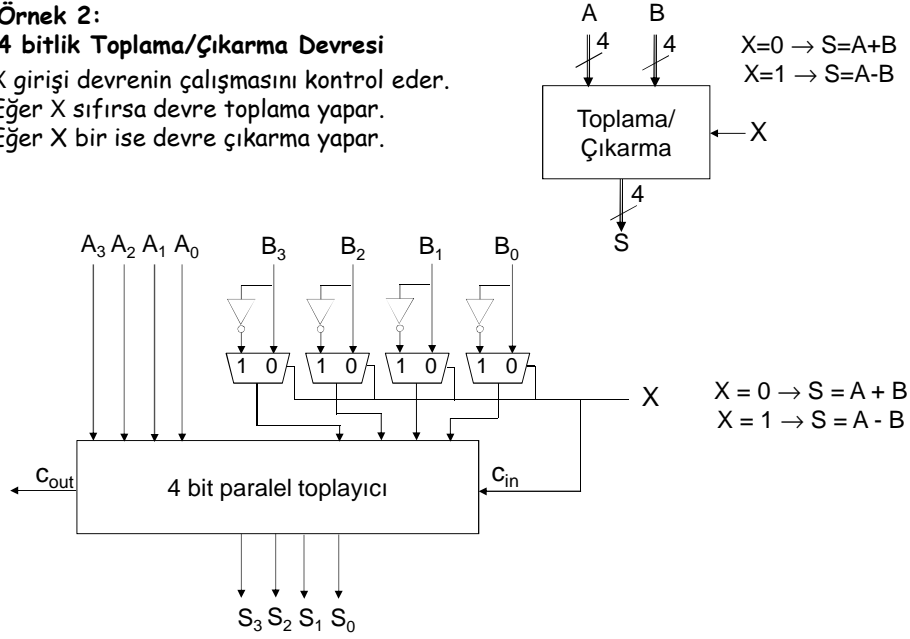 Örnek 2:
4 bitlik Toplama/Çıkarma Devresi
X girişi devrenin çalışmasını kontrol eder.
Eğer X sıfırsa devre toplama yapar.
Eğer X bir ise devre çıkarma yapar.
A B
4 4
X=0 → S=A+B
X=1 → S=A-B
Toplama/
Çıkarma
X
4
S
A3 A2 A1 A0 B3 B2 B1 B0
1 0 1 0 1 0 1 0
X
X = 0 → S = A + B
X = 1 → S = A - B
cout 4 bit paralel toplayıcı cin
S3 S2 S1 S0